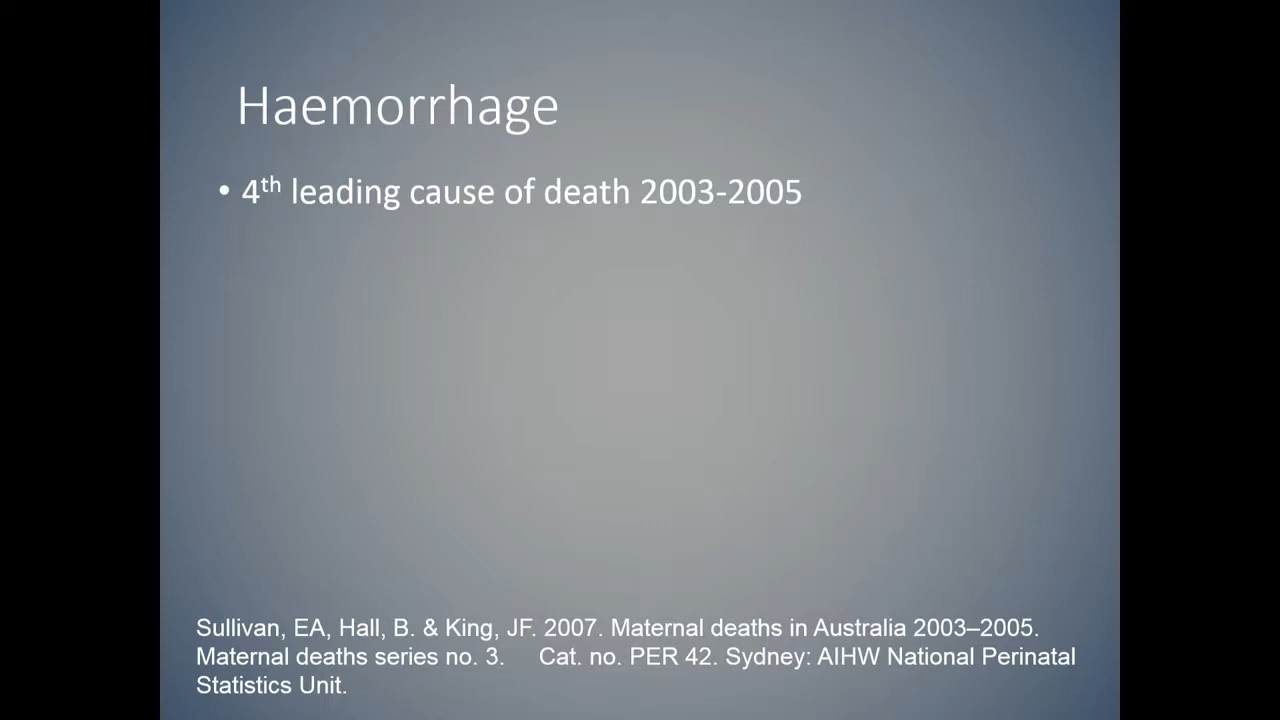 Haemorrhage
• 4th leading cause of death 2003-2005
Sullivan, EA, Hall, B. & King, JF. 2007. Maternal deaths in Australia 2003–2005.
Maternal deaths series no. 3. Cat. no. PER 42. Sydney: AIHW National Perinatal
Statistics Unit.